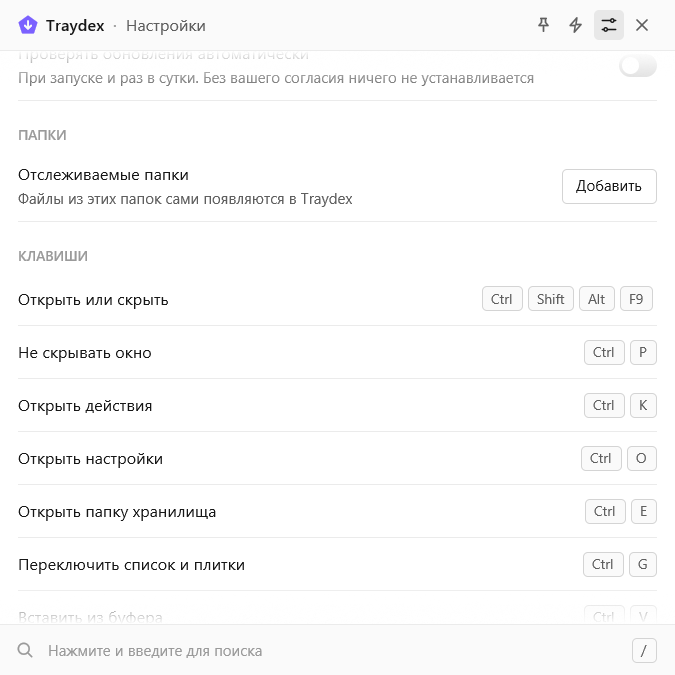 Traydex · Настройки
Проверять обновления автоматически
При запуске и раз в сутки. Без вашего согласия ничего не устанавливается
ПАПКИ
Отслеживаемые папки
Файлы из этих папок сами появляются в Traydex
Добавить
КЛАВИШИ
Открыть или скрыть Ctrl Shift Alt F9
Не скрывать окно Ctrl P
Открыть действия Ctrl K
Открыть настройки Ctrl O
Открыть папку хранилища Ctrl E
Переключить список и плитки Ctrl G
Вставить из буфера Ctrl V
Нажмите и введите для поиска /